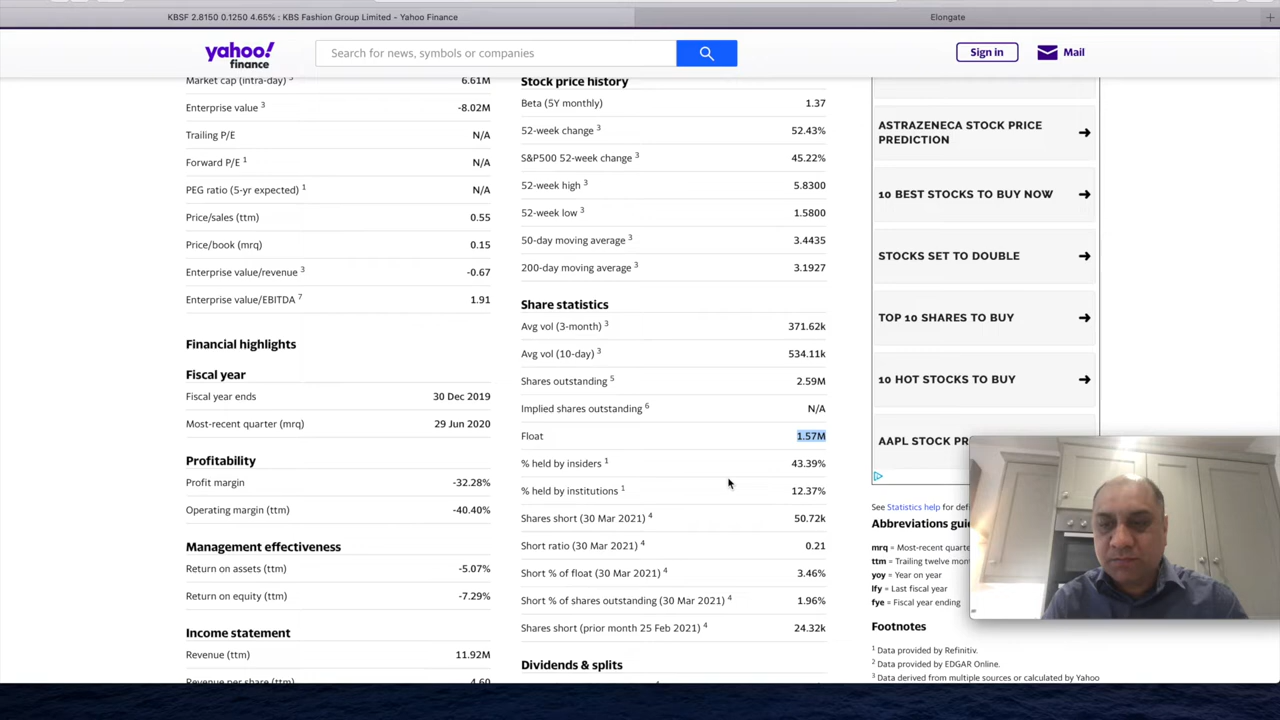 KBSF 2.8150 0.1250 4.65% : KBS Fashion Group Limited - Yahoo Finance
Elongate
yahoo!
finance
Search for news, symbols or companies
Sign in
Mail
Market cap (intra-day)
6.61M
Enterprise value 3
-8.02M
Trailing P/E
N/A
Forward P/E 1
N/A
PEG ratio (5-yr expected) 1
N/A
Price/sales (ttm)
0.55
Price/book (mrq)
0.15
Enterprise value/revenue 3
-0.67
Enterprise value/EBITDA 7
1.91
Financial highlights
Fiscal year
Fiscal year ends
30 Dec 2019
Most-recent quarter (mrq)
29 Jun 2020
Profitability
Profit margin
-32.28%
Operating margin (ttm)
-40.40%
Management effectiveness
Return on assets (ttm)
-5.07%
Return on equity (ttm)
-7.29%
Income statement
Revenue (ttm)
11.92M
Revenue per share (ttm)
4.60
Stock price history
Beta (5Y monthly)
1.37
52-week change 3
52.43%
S&P500 52-week change 3
45.22%
52-week high 3
5.8300
52-week low 3
1.5800
50-day moving average 3
3.4435
200-day moving average 3
3.1927
Share statistics
Avg vol (3-month) 3
371.62k
Avg vol (10-day) 3
534.11k
Shares outstanding 5
2.59M
Implied shares outstanding 6
N/A
Float
1.57M
% held by insiders 1
43.39%
% held by institutions 1
12.37%
Shares short (30 Mar 2021) 4
50.72k
Short ratio (30 Mar 2021) 4
0.21
Short % of float (30 Mar 2021) 4
3.46%
Short % of shares outstanding (30 Mar 2021) 4
1.96%
Shares short (prior month 25 Feb 2021) 4
24.32k
Dividends & splits
ASTRAZENECA STOCK PRICE
PREDICTION
10 BEST STOCKS TO BUY NOW
STOCKS SET TO DOUBLE
TOP 10 SHARES TO BUY
10 HOT STOCKS TO BUY
AAPL STOCK PR
See Statistics help for def
Abbreviations guid
mrq = Most-recent quarte
ttm = Trailing twelve mon
yoy = Year on year
lfy = Last fiscal year
fye = Fiscal year ending
Footnotes
1 Data provided by Refinitiv.
2 Data provided by EDGAR Online.
3 Data derived from multiple sources or calculated by Yahoo